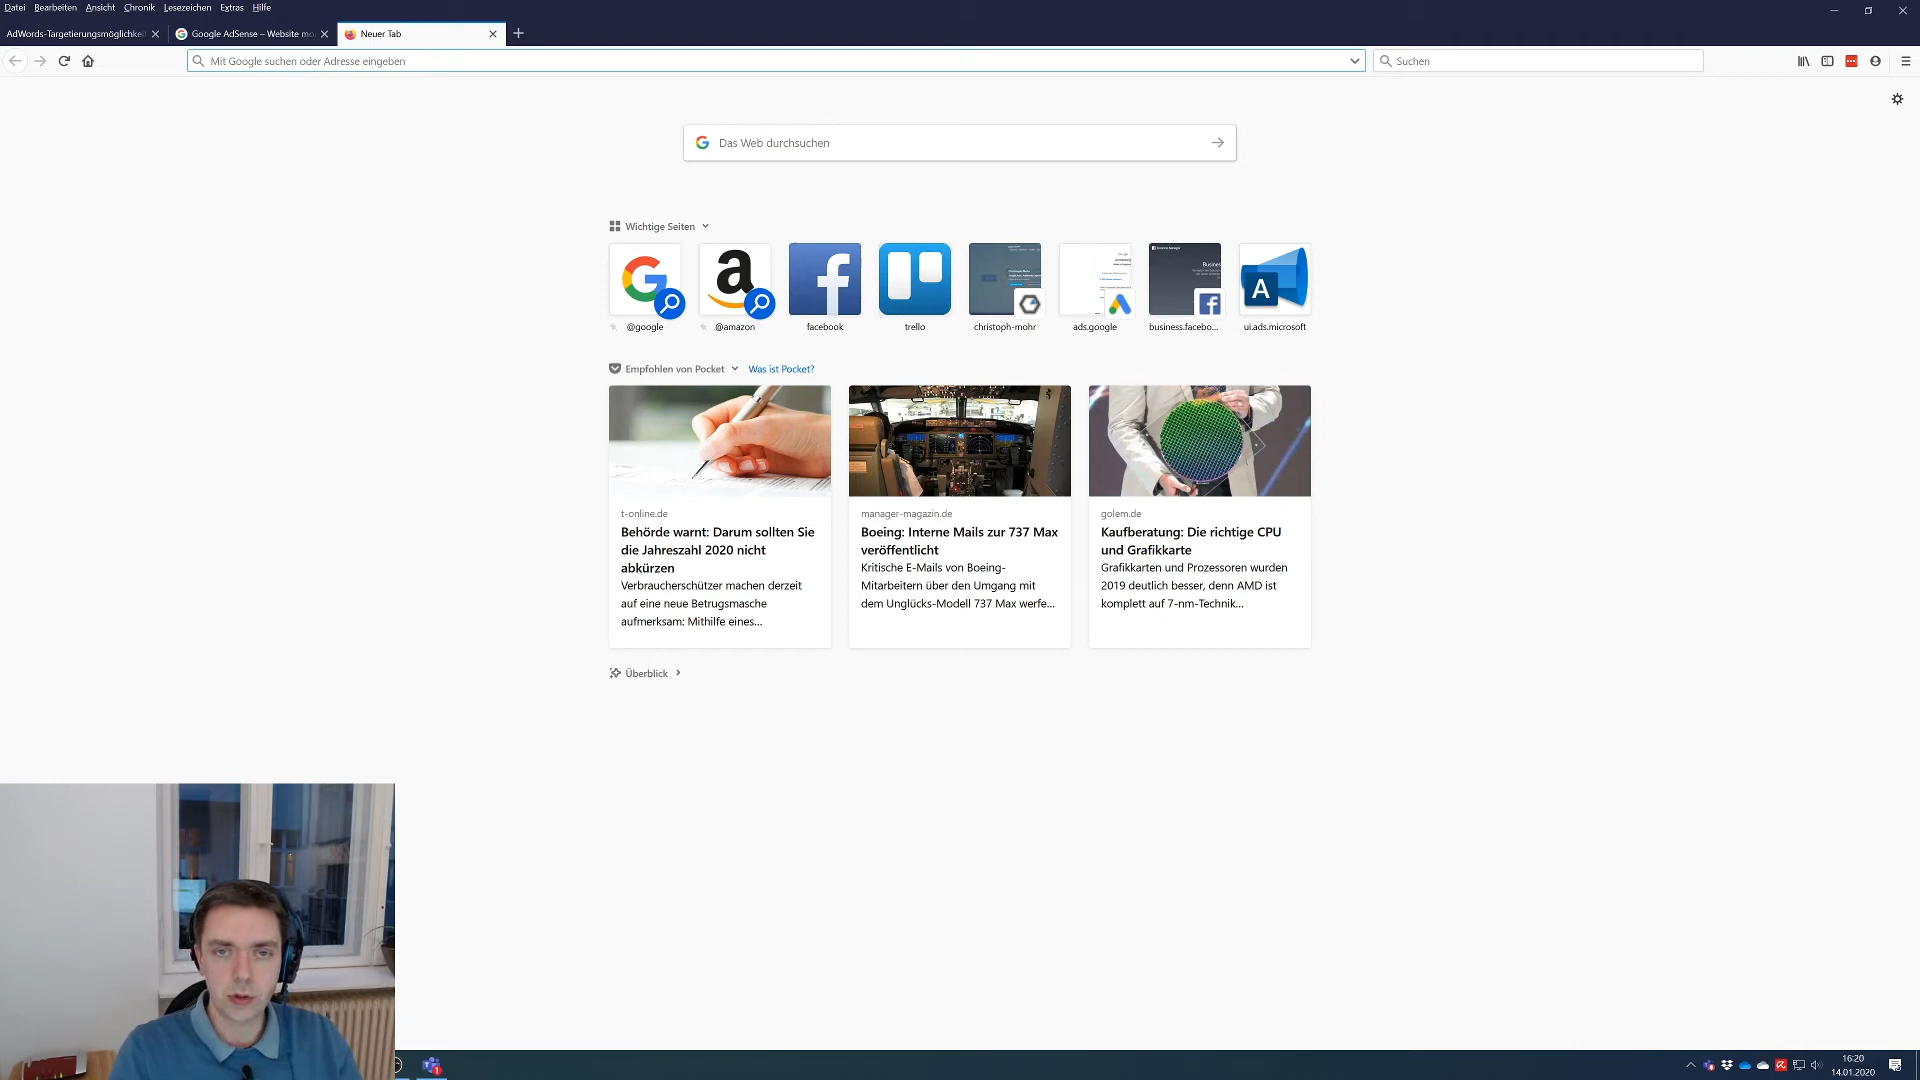 Datei Bearbeiten Ansicht Chronik Lesezeichen Extras Hilfe
AdWords-Targetierungsmöglichkei
Google AdSense – Website mo
Neuer Tab
Mit Google suchen oder Adresse eingeben
Suchen
Das Web durchsuchen
Wichtige Seiten
@google
@amazon
facebook
trello
christoph-mohr
ads.google
business.facebo...
ui.ads.microsoft
Empfohlen von Pocket Was ist Pocket?
t-online.de
Behörde warnt: Darum sollten Sie
die Jahreszahl 2020 nicht
abkürzen
Verbraucherschützer machen derzeit
auf eine neue Betrugsmasche
aufmerksam: Mithilfe eines...
manager-magazin.de
Boeing: Interne Mails zur 737 Max
veröffentlicht
Kritische E-Mails von Boeing-
Mitarbeitern über den Umgang mit
dem Unglücks-Modell 737 Max werfe...
golem.de
Kaufberatung: Die richtige CPU
und Grafikkarte
Grafikkarten und Prozessoren wurden
2019 deutlich besser, denn AMD ist
komplett auf 7-nm-Technik...
Überblick
16:20
14.01.2020